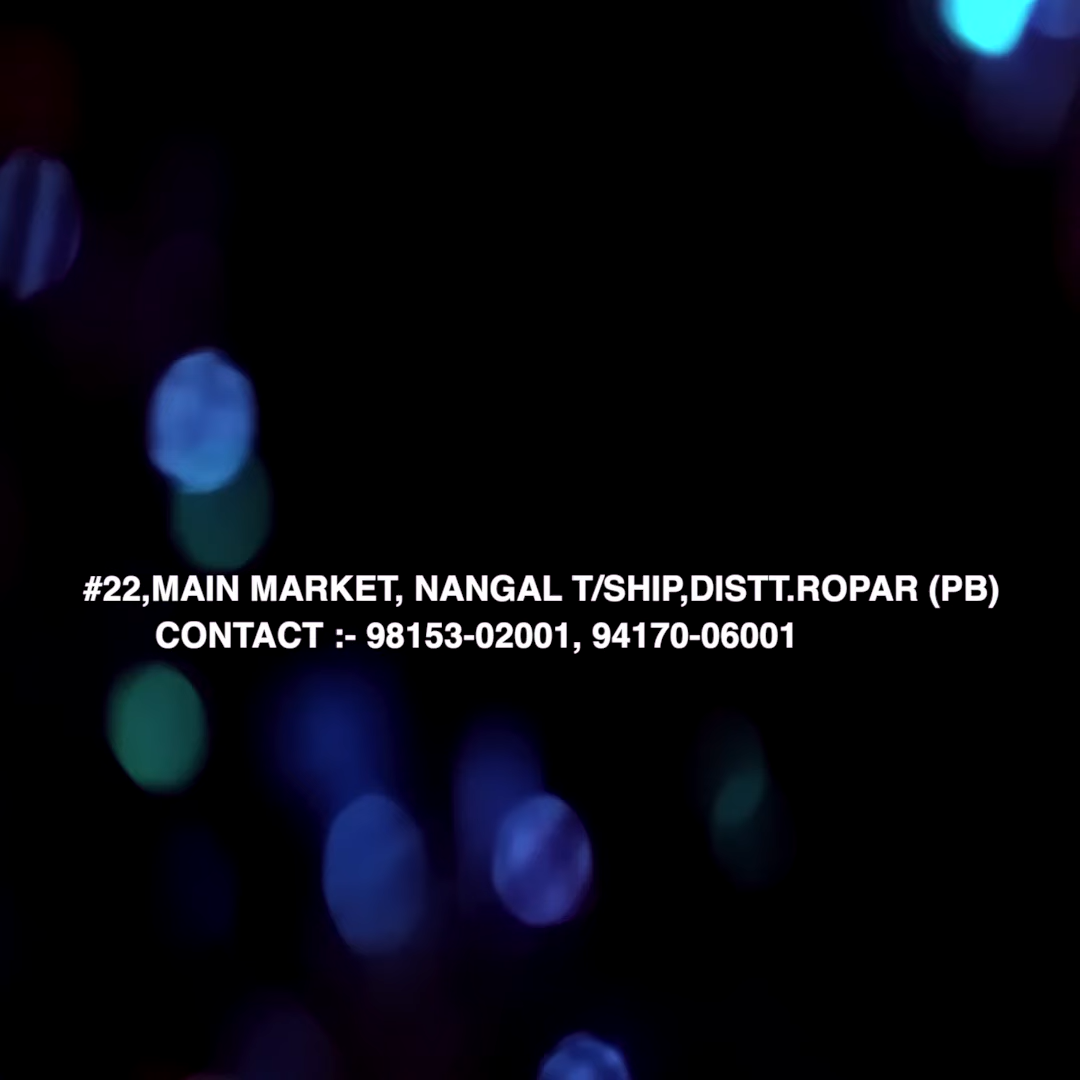 #22,MAIN MARKET, NANGAL T/SHIP,DISTT.ROPAR (PB)
CONTACT :- 98153-02001, 94170-06001